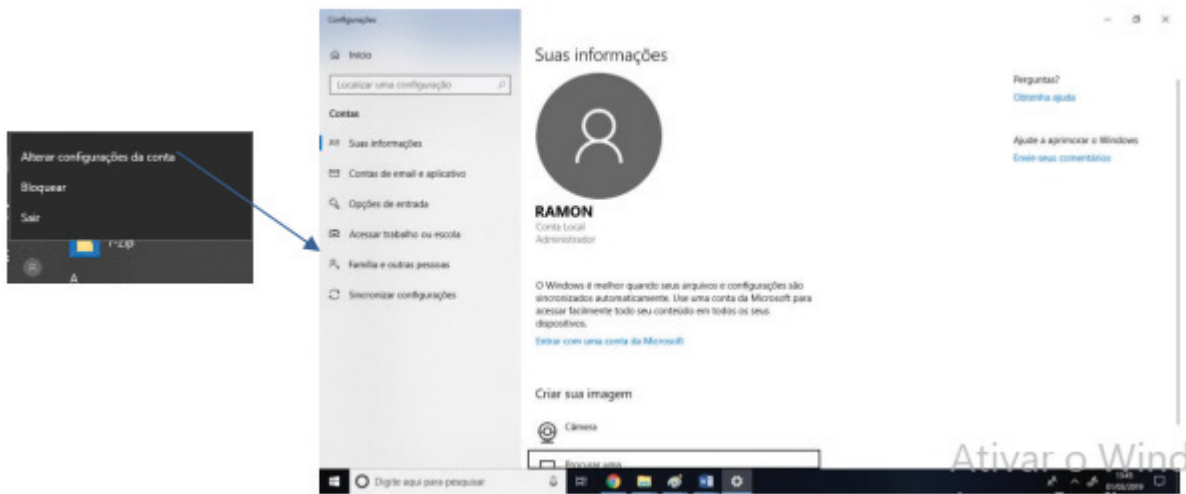 Alterar configurações da conta
Bloquear
Sair
7-Zip
A
Configurações
Início
Localizar uma configuração
Contas
Suas informações
Contas de email e aplicativo
Opções de entrada
Acessar trabalho ou escola
Família e outras pessoas
Sincronizar configurações
Suas informações
RAMON
Conta Local
Administrador
O Windows é melhor quando seus arquivos e configurações são
sincronizados automaticamente. Use uma conta da Microsoft para
acessar facilmente todo seu conteúdo em todos os seus
dispositivos.
Entrar com uma conta da Microsoft
Criar sua imagem
Câmera
Procurar uma
Perguntas?
Obtenha ajuda
Ajude a aprimorar o Windows
Envie seus comentários
Ativar o Wind
Digite aqui para pesquisar